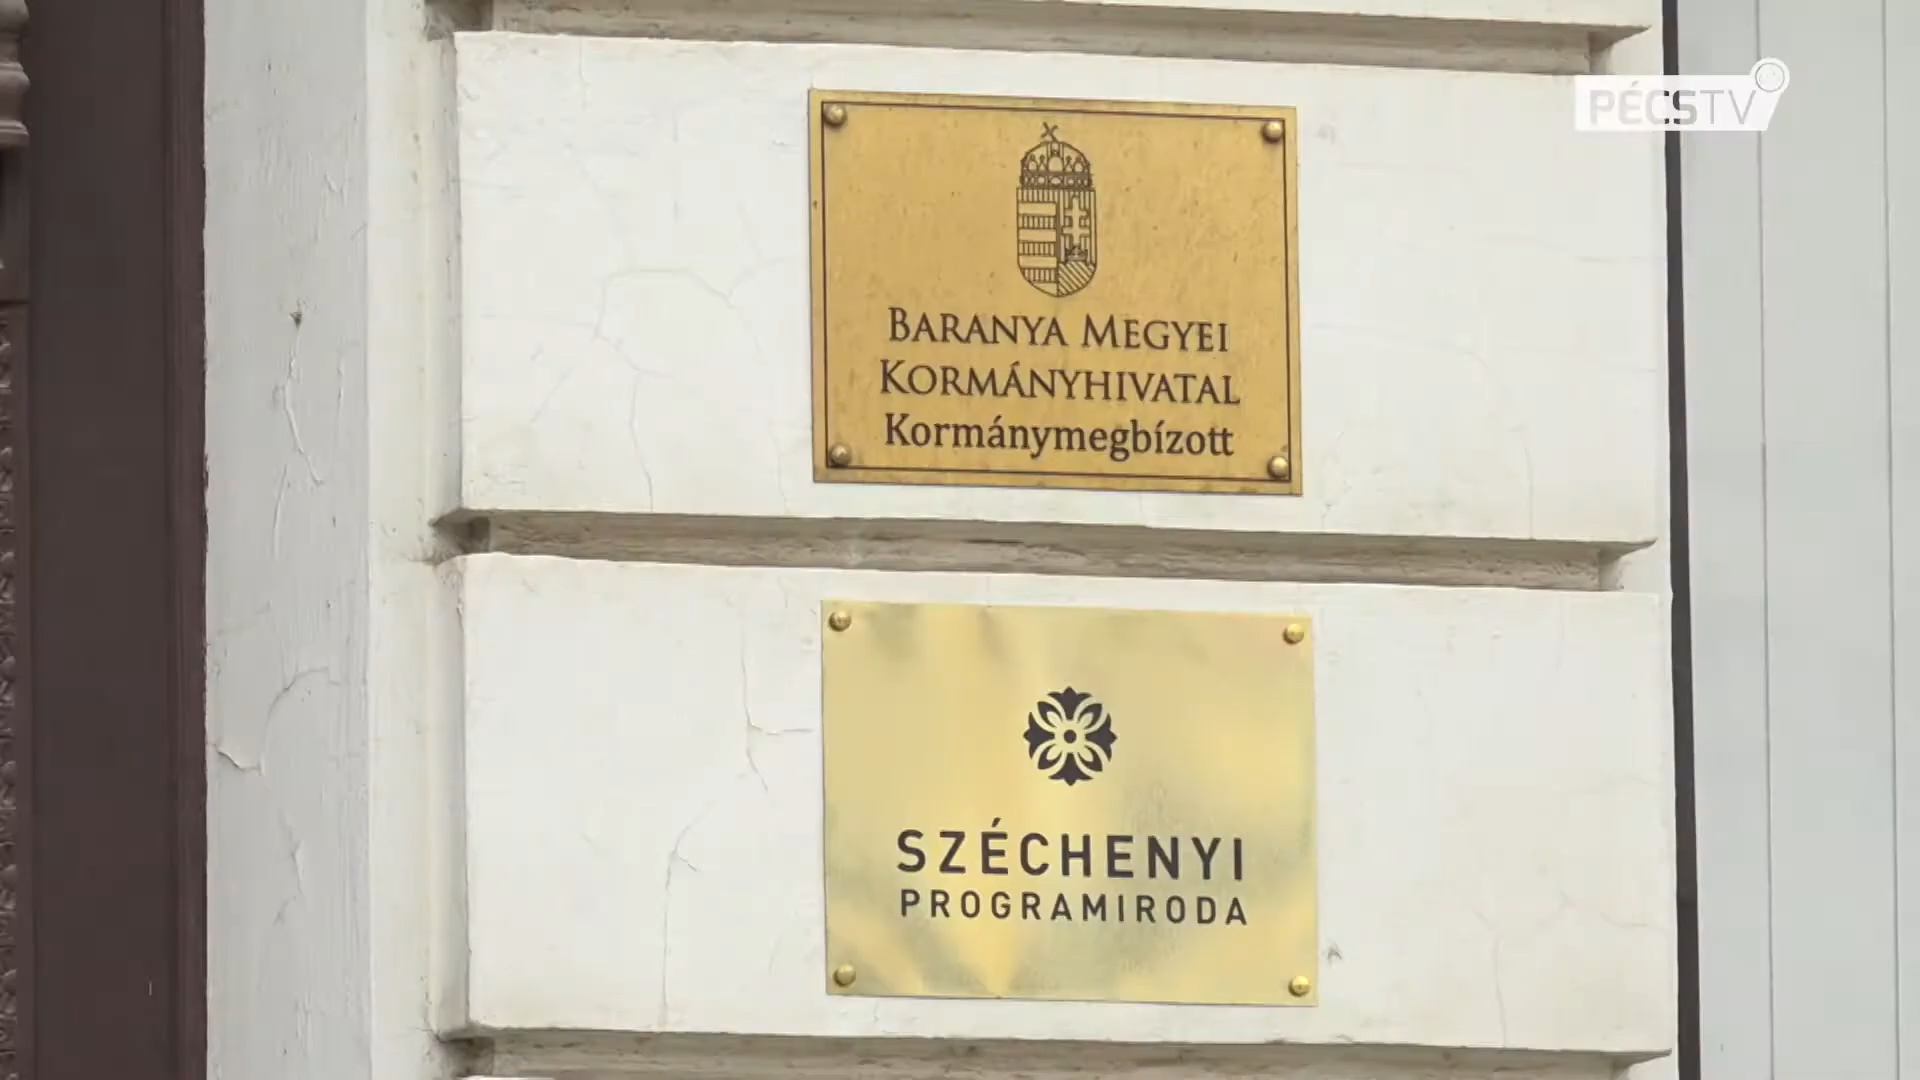 PÉCSTV
BARANYA MEGYEI
KORMÁNYHIVATAL
Kormánymegbízott
SZÉCHENYI
PROGRAMIRODA